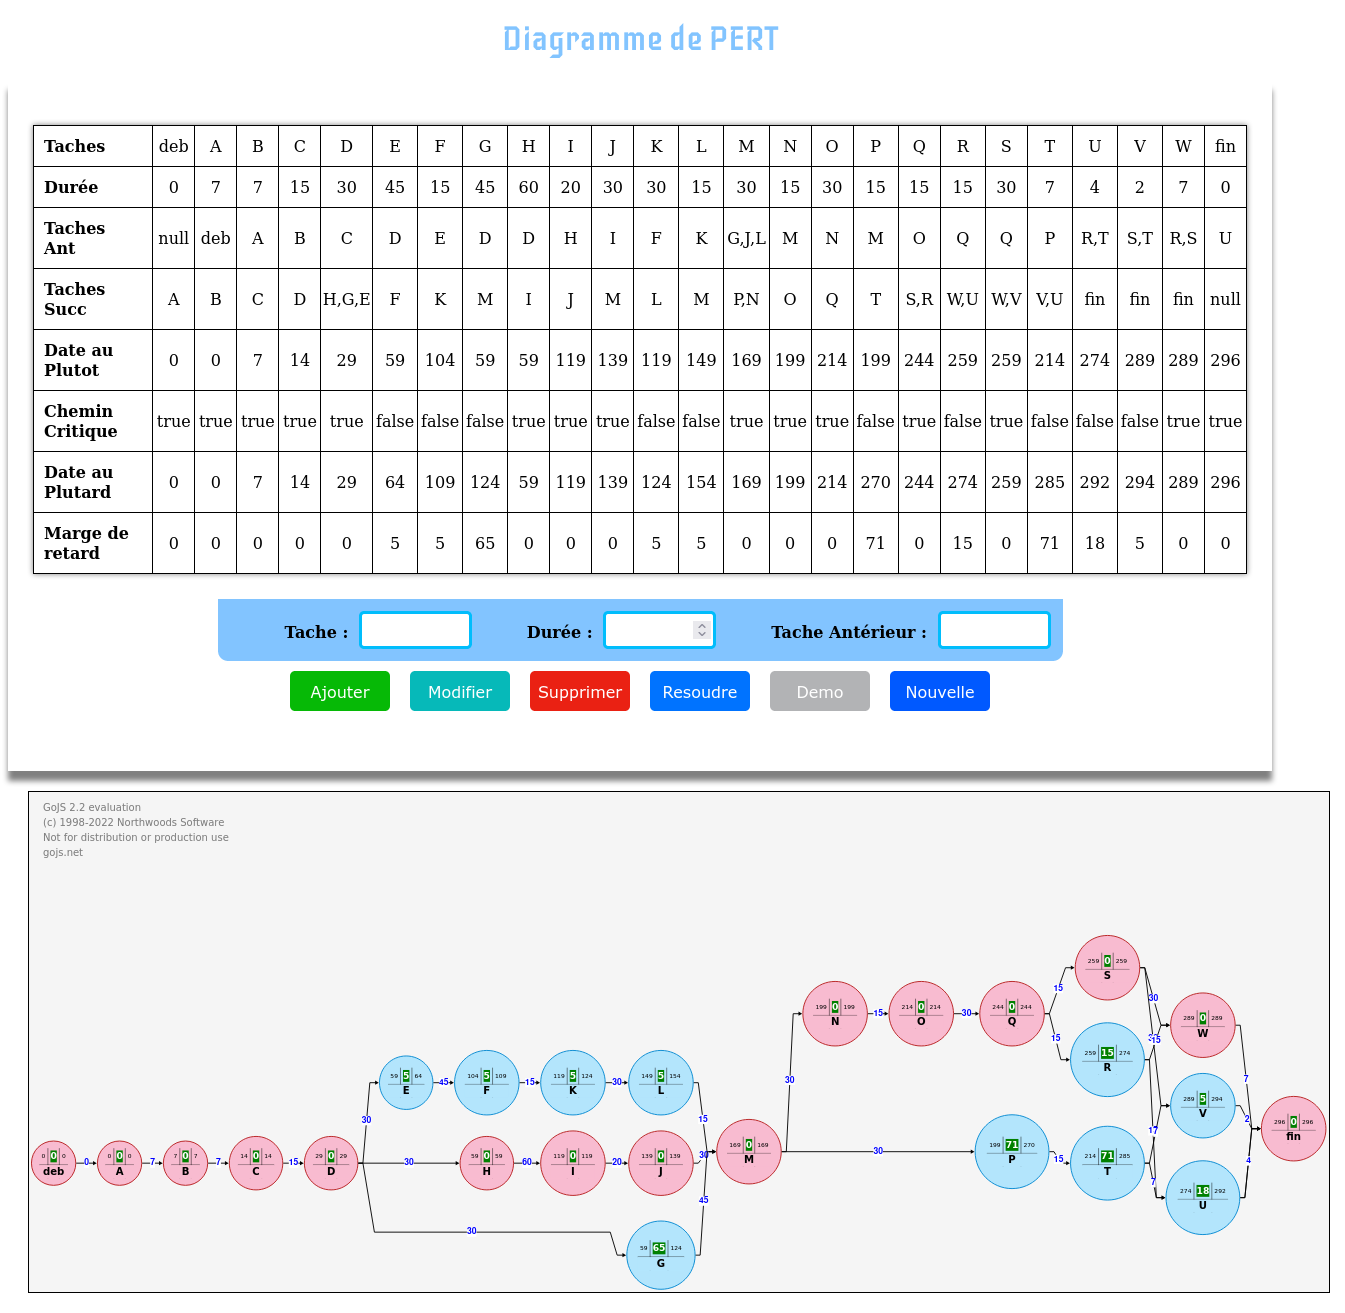 Diagramme de PERT
Taches deb A B C D E F G H I J K L M N O P Q R S T U V W fin
Durée 0 7 7 15 30 45 15 45 60 20 30 30 15 30 15 30 15 15 15 30 7 4 2 7 0
Taches
Ant null deb A B C D E D D H I F K G,J,L M N M O Q Q P R,T S,T R,S U
Taches
Succ A B C D H,G,E F K M I J M L M P,N O Q T S,R W,U W,V V,U fin fin fin null
Date au
Plutot 0 0 7 14 29 59 104 59 59 119 139 119 149 169 199 214 199 244 259 259 214 274 289 289 296
Chemin
Critique true true true true true false false false true true true false false true true true false true false true false false false true true
Date au
Plutard 0 0 7 14 29 64 109 124 59 119 139 124 154 169 199 214 270 244 274 259 285 292 294 289 296
Marge de
retard 0 0 0 0 0 5 5 65 0 0 0 5 5 0 0 0 71 0 15 0 71 18 5 0 0
Tache : Durée : Tache Antérieur :
Ajouter Modifier Supprimer Resoudre Demo Nouvelle
GoJS 2.2 evaluation
(c) 1998-2022 Northwoods Software
Not for distribution or production use
gojs.net
259 0 259
S
15 30
199 0 199 15 214 0 214 30 244 0 244
N O Q
289 0 289
W
15 15
259 15 274
R
30 7
59 5 64 45 104 5 109 15 119 5 124 30 149 5 154
E F K L
289 5 294
V
30 15 2
296 0 296
fin
17
169 0 169 30 199 71 270 15 214 71 285
M P T
0 0 0 0 0 0 0 7 7 0 7 7 14 0 14 15 29 0 29 30 59 0 59 60 119 0 119 20 139 0 139 30
deb A B C D H I J
4
7
274 18 292
U
45
30
59 65 124
G